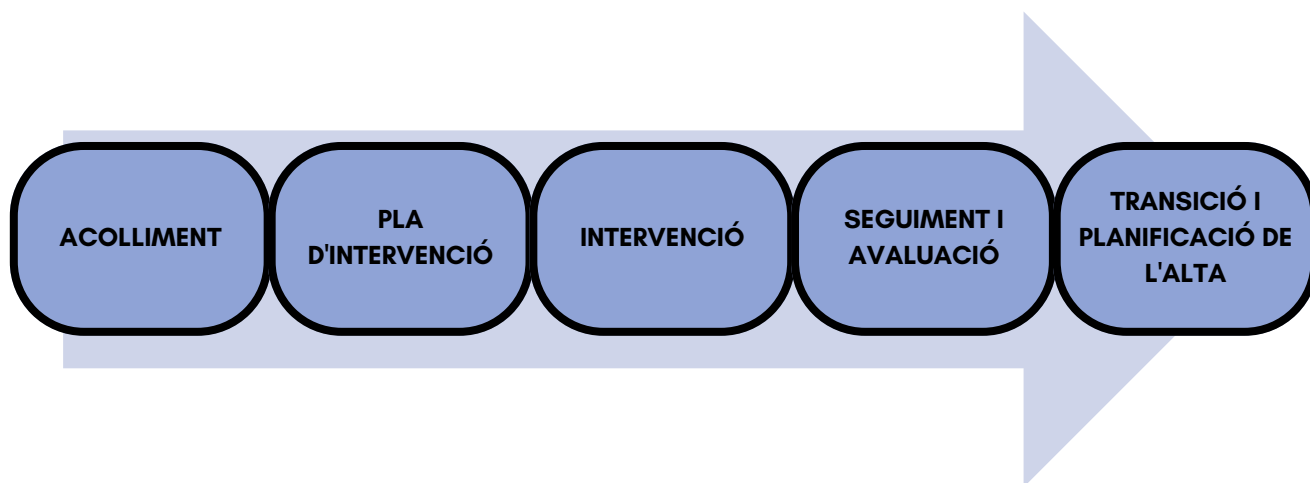 ACOLLIMENT
PLA
D'INTERVENCIÓ
INTERVENCIÓ
SEGUIMENT I
AVALUACIÓ
TRANSICIÓ I
PLANIFICACIÓ DE
L'ALTA